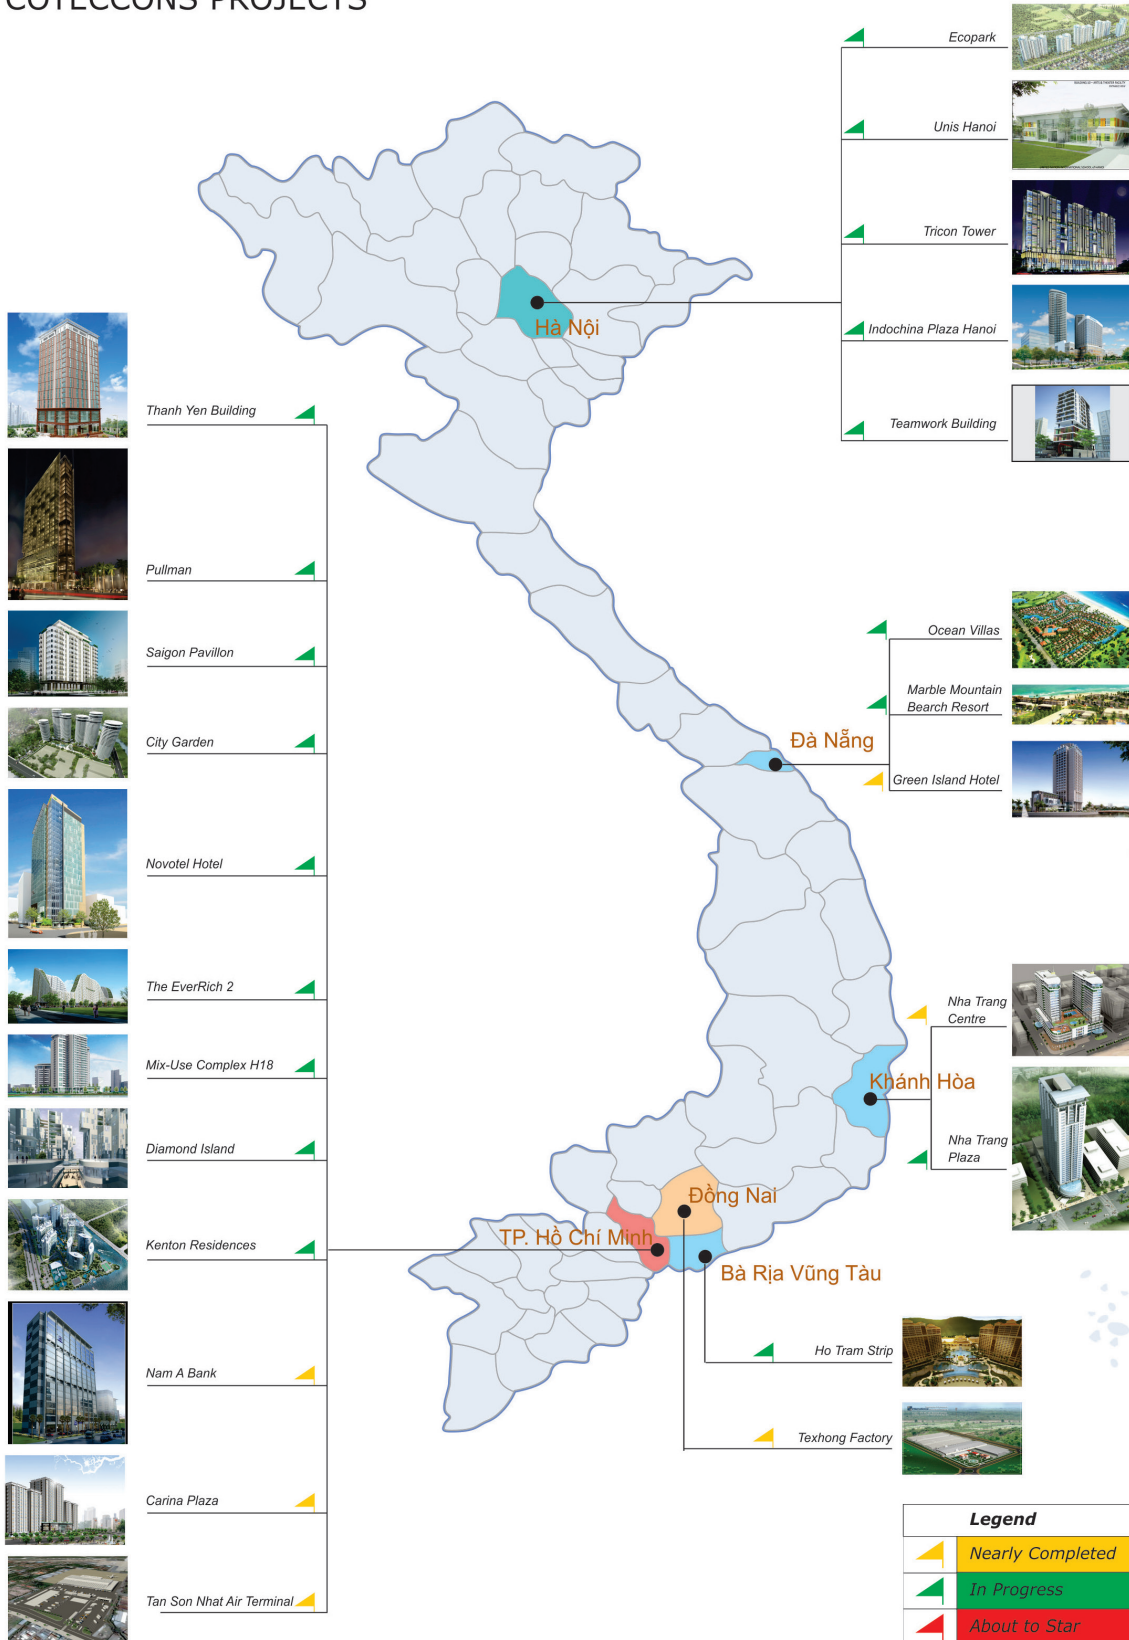 COTECCONS PROJECTS
Ecopark
Unis Hanoi
Tricon Tower
Indochina Plaza Hanoi
Teamwork Building
Hà Nội
Thanh Yen Building
Pullman
Saigon Pavillon
City Garden
Novotel Hotel
The EverRich 2
Mix-Use Complex H18
Diamond Island
Kenton Residences
Nam A Bank
Carina Plaza
Tan Son Nhat Air Terminal
Ocean Villas
Marble Mountain
Bearch Resort
Đà Nẵng
Green Island Hotel
Nha Trang
Centre
Khánh Hòa
Nha Trang
Plaza
Đồng Nai
TP. Hồ Chí Minh
Bà Rịa Vũng Tàu
Ho Tram Strip
Texhong Factory
Legend
Nearly Completed
In Progress
About to Star